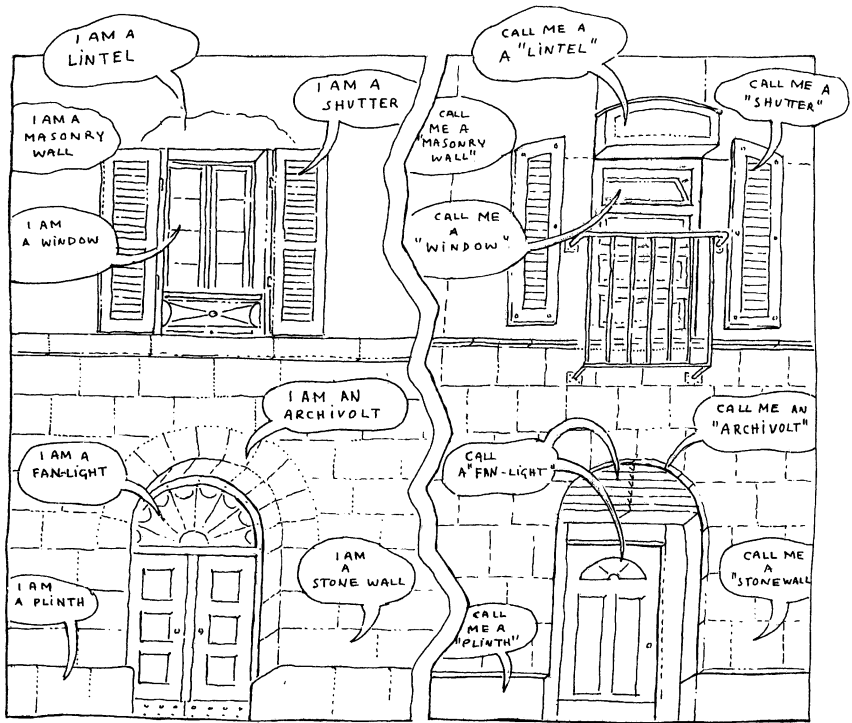 I AM A
LINTEL
I AM A
SHUTTER
I AM A
MASONRY
WALL
I AM
A WINDOW
I AM AN
ARCHIVOLT
I AM A
FAN-LIGHT
I AM
A
STONE WALL
I AM
A PLINTH
CALL ME A
A "LINTEL"
CALL ME A
"SHUTTER"
CALL
ME A
"MASONRY
WALL"
CALL ME
A
"WINDOW"
CALL ME AN
"ARCHIVOLT"
CALL
A "FAN-LIGHT"
CALL ME
A
"STONEWALL
CALL
ME A
"PLINTH"